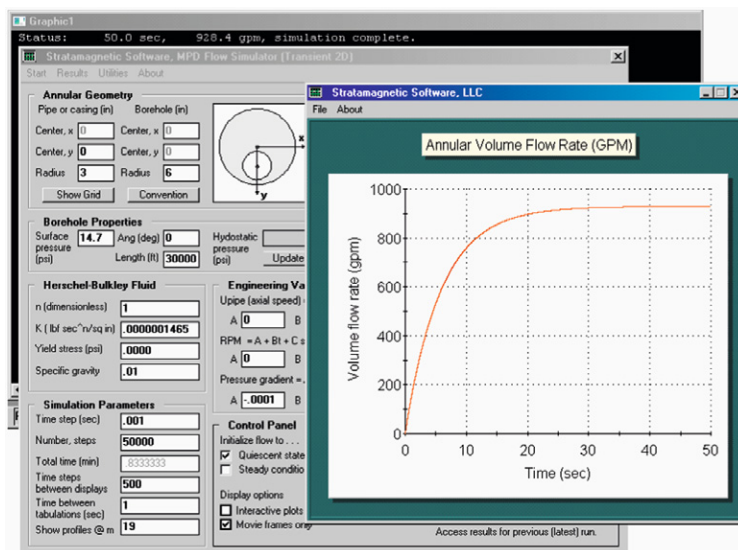 Graphic1
Status: 50.0 sec, 928.4 gpm, simulation complete.
Stratamagnetic Software, MPD Flow Simulator (Transient 2D)
Start Results Utilities About
Annular Geometry
Pipe or casing (in) Borehole (in)
Center, x 0 Center, x 0
Center, y 0 Center, y 0
Radius 3 Radius 6
Show Grid Convention
x
y
Borehole Properties
Surface pressure (psi) 14.7 Ang (deg) 0 Hydostatic pressure (psi)
Length (ft) 30000 Update
Herschel-Bulkley Fluid
n (dimensionless) 1
K ( lbf sec^n/sq in) .0000001465
Yield stress (psi) .0000
Specific gravity .01
Engineering Va
Upipe (axial speed)
A 0 B
RPM = A + Bt + C s
A 0 B
Pressure gradient =
A -.0001 B
Simulation Parameters
Time step (sec) .001
Number, steps 50000
Total time (min) .8333333
Time steps between displays 500
Time between tabulations (sec) 1
Show profiles @ m 19
Control Panel
Initialize flow to . . .
Quiescent state
Steady conditio
Display options
Interactive plots
Movie frames only
Access results for previous (latest) run.
Stratamagnetic Software, LLC
File About
Annular Volume Flow Rate (GPM)
Volume flow rate (gpm)
1000
800
600
400
200
0
0 10 20 30 40 50
Time (sec)